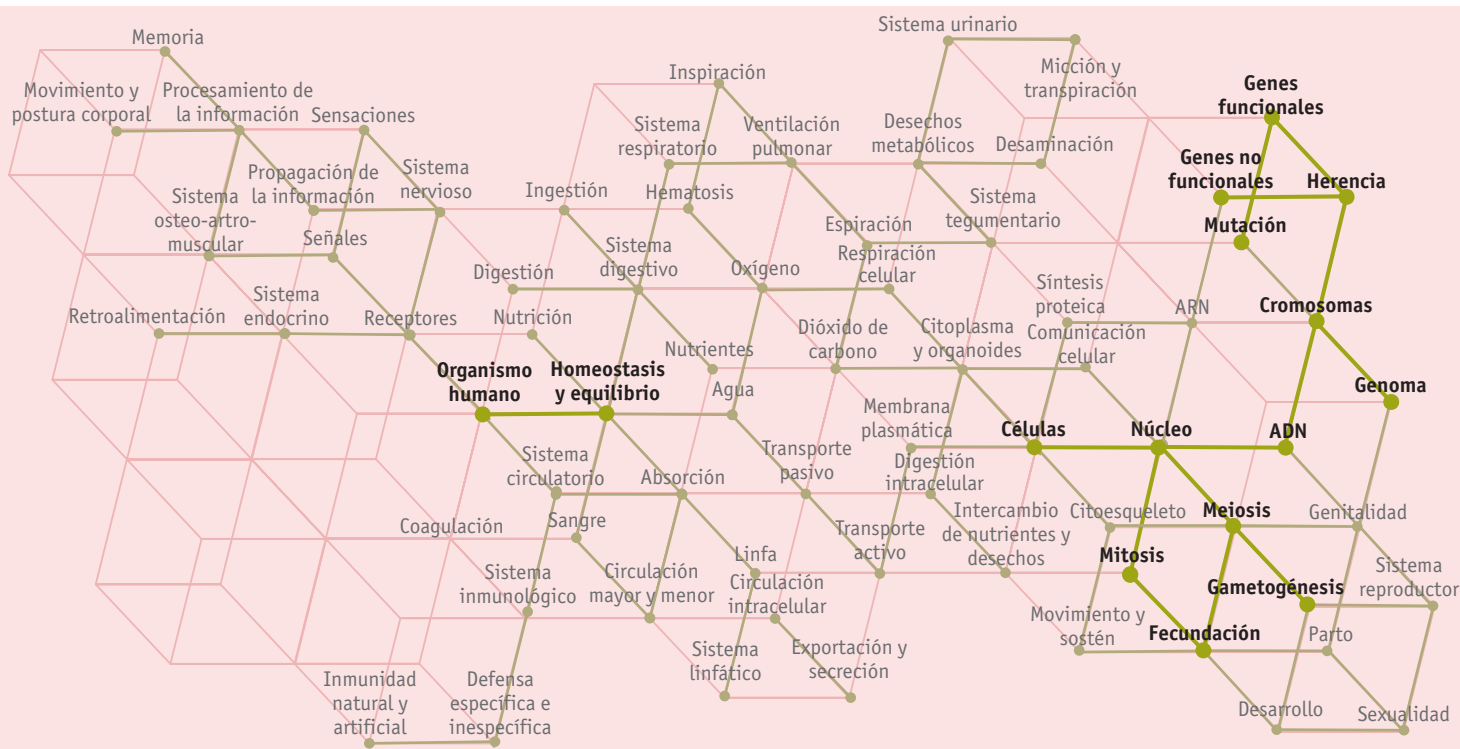 Memoria
Movimiento y
postura corporal
Procesamiento de
la información
Sensaciones
Propagación de
la información
Sistema
nervioso
Sistema
osteo-artro-
muscular
Señales
Retroalimentación
Sistema
endocrino
Receptores
Inspiración
Sistema
respiratorio
Ventilación
pulmonar
Ingestión
Hematosis
Sistema
digestivo
Digestión
Oxígeno
Nutrición
Nutrientes
Organismo
humano
Homeostasis
y equilibrio
Agua
Sistema urinario
Micción y
transpiración
Desechos
metabólicos
Desaminación
Espiración
Sistema
tegumentario
Respiración
celular
Dióxido de
carbono
Citoplasma
y organoides
Síntesis
proteica
Comunicación
celular
ARN
Genes
funcionales
Genes no
funcionales
Herencia
Mutación
Cromosomas
Genoma
Membrana
plasmática
Células
Núcleo
ADN
Sistema
circulatorio
Absorción
Transporte
pasivo
Digestión
intracelular
Coagulación
Sangre
Transporte
activo
Intercambio
de nutrientes y
desechos
Citoesqueleto
Meiosis
Genitalidad
Sistema
inmunológico
Circulación
mayor y menor
Linfa
Circulación
intracelular
Mitosis
Gametogénesis
Sistema
reproductor
Movimiento y
sostén
Fecundación
Parto
Sistema
linfático
Exportación y
secreción
Inmunidad
natural y
artificial
Defensa
específica e
inespecífica
Desarrollo
Sexualidad